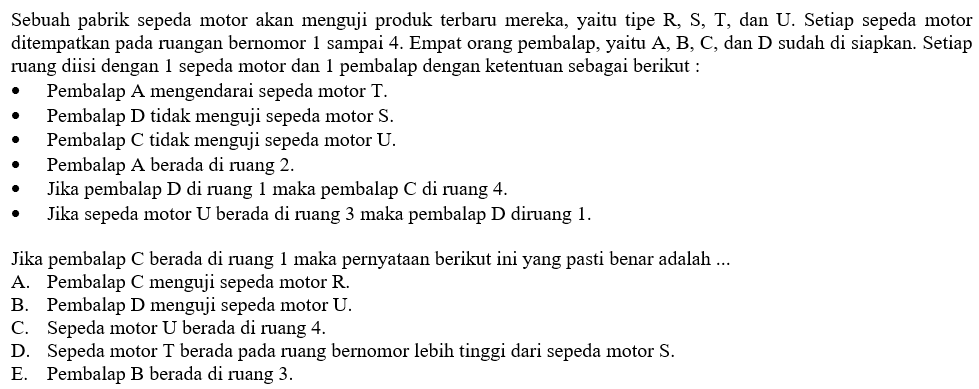 Sebuah pabrik sepeda motor akan menguji produk terbaru mereka, yaitu tipe R, S, T, dan U. Setiap sepeda motor
ditempatkan pada ruangan bernomor 1 sampai 4. Empat orang pembalap, yaitu A, B, C, dan D sudah di siapkan. Setiap
ruang diisi dengan 1 sepeda motor dan 1 pembalap dengan ketentuan sebagai berikut :
• Pembalap A mengendarai sepeda motor T.
• Pembalap D tidak menguji sepeda motor S.
• Pembalap C tidak menguji sepeda motor U.
• Pembalap A berada di ruang 2.
• Jika pembalap D di ruang 1 maka pembalap C di ruang 4.
• Jika sepeda motor U berada di ruang 3 maka pembalap D diruang 1.
Jika pembalap C berada di ruang 1 maka pernyataan berikut ini yang pasti benar adalah ...
A. Pembalap C menguji sepeda motor R.
B. Pembalap D menguji sepeda motor U.
C. Sepeda motor U berada di ruang 4.
D. Sepeda motor T berada pada ruang bernomor lebih tinggi dari sepeda motor S.
E. Pembalap B berada di ruang 3.